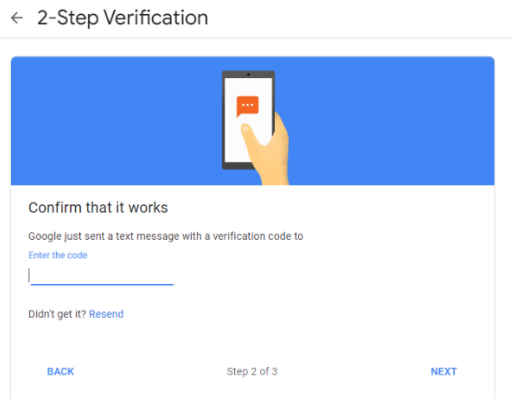 2-Step Verification
Confirm that it works
Google just sent a text message with a verification code to
Enter the code
Didn't get it? Resend
BACK Step 2 of 3 NEXT